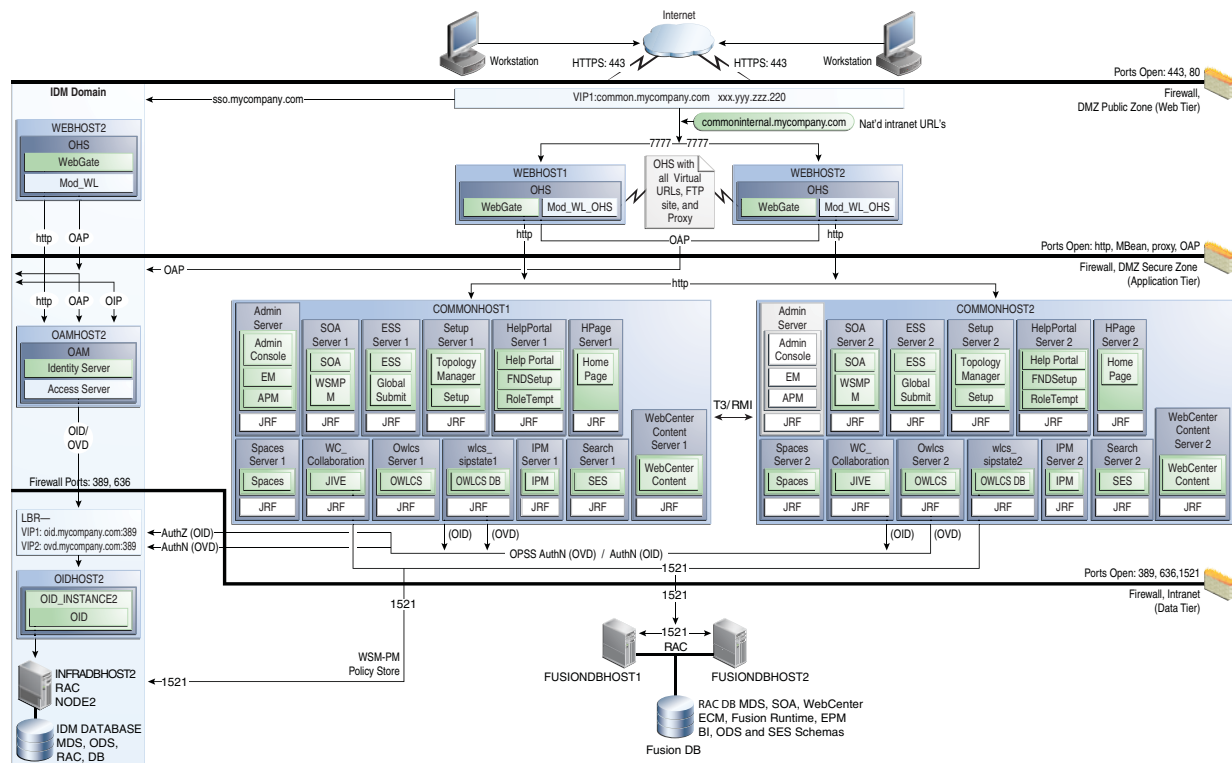 Internet
Workstation
Workstation
HTTPS: 443
HTTPS: 443
Ports Open: 443, 80
Firewall,
DMZ Public Zone (Web Tier)
IDM Domain
sso.mycompany.com
VIP1:common.mycompany.com xxx.yyy.zzz.220
commoninternal.mycompany.com
Nat'd intranet URL's
7777
7777
WEBHOST2
OHS
WebGate
Mod_WL
WEBHOST1
OHS
WebGate
Mod_WL_OHS
OHS with
all Virtual
URLs, FTP
site, and
Proxy
WEBHOST2
OHS
WebGate
Mod_WL_OHS
http
OAP
http
OAP
http
Ports Open: http, MBean, proxy, OAP
Firewall, DMZ Secure Zone
(Application Tier)
OAP
http
http
OAP
OIP
OAMHOST2
OAM
Identity Server
Access Server
OID/
OVD
COMMONHOST1
Admin
Server
Admin
Console
EM
APM
JRF
SOA
Server 1
SOA
WSMP
M
JRF
ESS
Server 1
ESS
Global
Submit
JRF
Setup
Server 1
Topology
Manager
Setup
JRF
HelpPortal
Server 1
Help Portal
FNDSetup
RoleTempt
JRF
HPage
Server1
Home
Page
JRF
WebCenter
Content
Server 1
WebCenter
Content
JRF
Spaces
Server 1
Spaces
JRF
WC_
Collaboration
JIVE
JRF
Owlcs
Server 1
OWLCS
JRF
wlcs_
sipstate1
OWLCS DB
JRF
IPM
Server 1
IPM
JRF
Search
Server 1
SES
JRF
T3/RMI
COMMONHOST2
Admin
Server
Admin
Console
EM
APM
JRF
SOA
Server 2
SOA
WSMP
M
JRF
ESS
Server 2
ESS
Global
Submit
JRF
Setup
Server 2
Topology
Manager
Setup
JRF
HelpPortal
Server 2
Help Portal
FNDSetup
RoleTempt
JRF
HPage
Server 2
Home
Page
JRF
WebCenter
Content
Server 2
WebCenter
Content
JRF
Spaces
Server 2
Spaces
JRF
WC_
Collaboration
JIVE
JRF
Owlcs
Server 2
OWLCS
JRF
wlcs_
sipstate2
OWLCS DB
JRF
IPM
Server 2
IPM
JRF
Search
Server 2
SES
JRF
Firewall Ports: 389, 636
LBR—
VIP1: oid.mycompany.com:389
VIP2: ovd.mycompany.com:389
AuthZ (OID)
AuthN (OVD)
(OID)
(OVD)
(OID)
(OVD)
OPSS AuthN (OVD) / AuthN (OID)
1521
Ports Open: 389, 636,1521
Firewall, Intranet
(Data Tier)
OIDHOST2
OID_INSTANCE2
OID
1521
1521
1521
RAC
FUSIONDBHOST1
FUSIONDBHOST2
WSM-PM
Policy Store
1521
INFRADBHOST2
RAC
NODE2
IDM DATABASE
MDS, ODS,
RAC, DB
RAC DB MDS, SOA, WebCenter
ECM, Fusion Runtime, EPM
BI, ODS and SES Schemas
Fusion DB